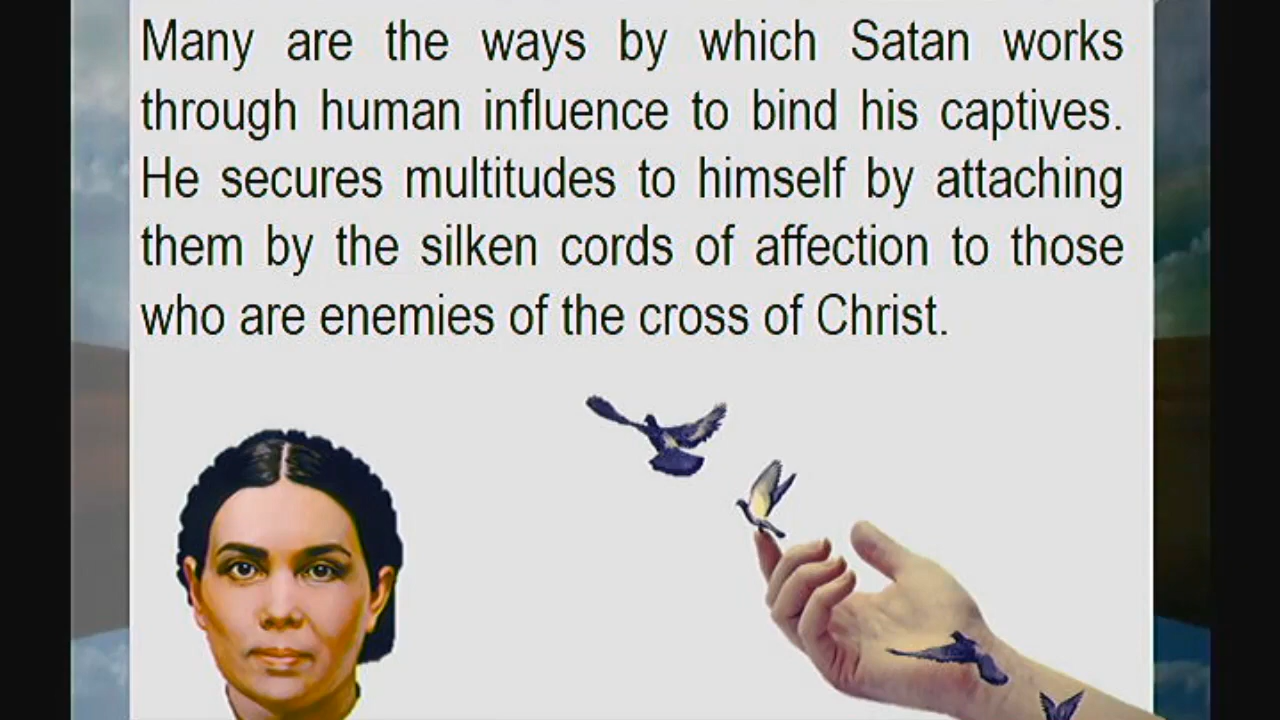 Many are the ways by which Satan works
through human influence to bind his captives.
He secures multitudes to himself by attaching
them by the silken cords of affection to those
who are enemies of the cross of Christ.